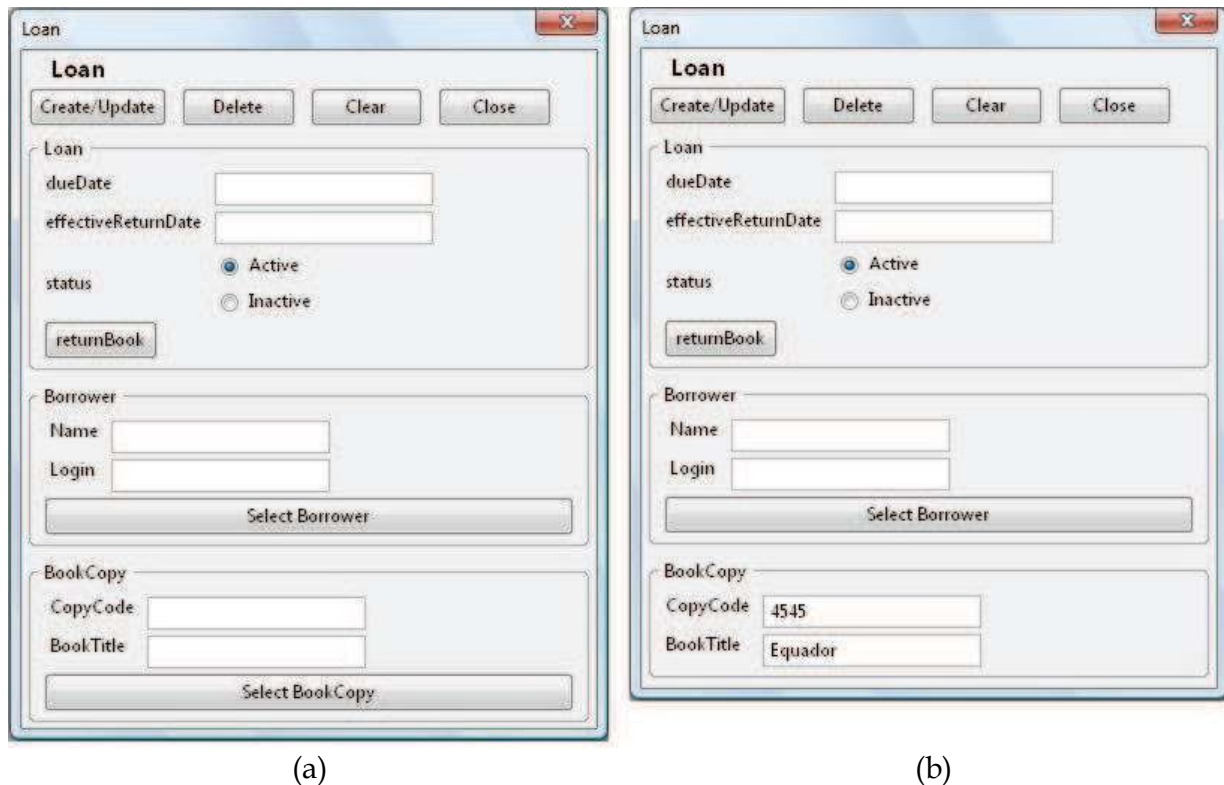 Loan
Loan
Create/Update Delete Clear Close
Loan
dueDate
effectiveReturnDate
Active
status
Inactive
returnBook
Borrower
Name
Login
Select Borrower
BookCopy
CopyCode
BookTitle
Select BookCopy
(a)
Loan
Loan
Create/Update Delete Clear Close
Loan
dueDate
effectiveReturnDate
Active
status
Inactive
returnBook
Borrower
Name
Login
Select Borrower
BookCopy
CopyCode 4545
BookTitle Equador
(b)